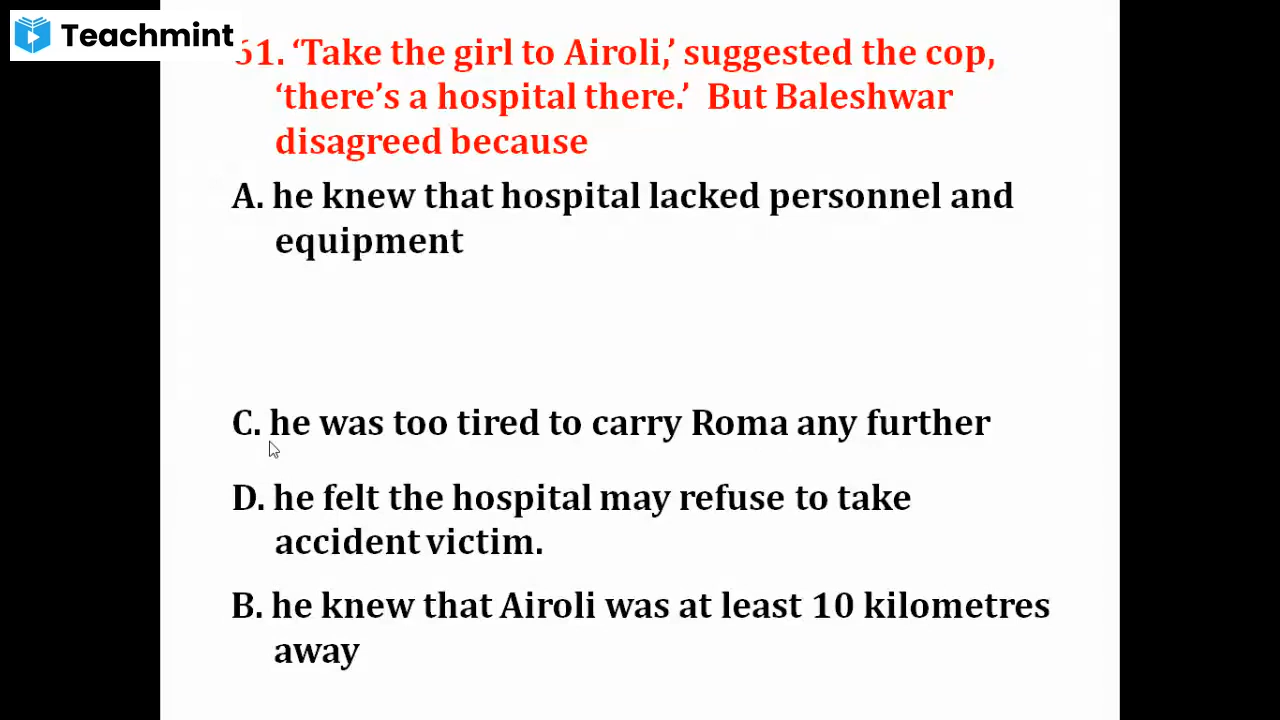 Teachmint
61. ‘Take the girl to Airoli,’ suggested the cop,
‘there’s a hospital there.’ But Baleshwar
disagreed because
A. he knew that hospital lacked personnel and
equipment
C. he was too tired to carry Roma any further
D. he felt the hospital may refuse to take
accident victim.
B. he knew that Airoli was at least 10 kilometres
away